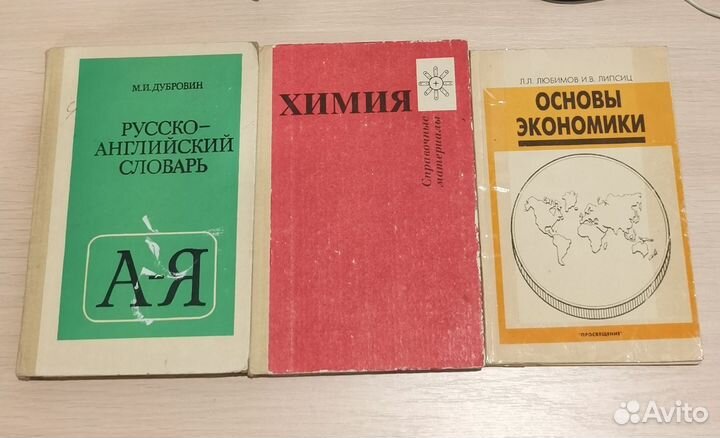 М.И.ДУБРОВИН
РУССКО–
АНГЛИЙСКИЙ
СЛОВАРЬ
А-Я
ХИМИЯ
Справочные
материалы
Л.Л. ЛЮБИМОВ И.В. ЛИПСИЦ
ОСНОВЫ
ЭКОНОМИКИ
"ПРОСВЕЩЕНИЕ"
Avito